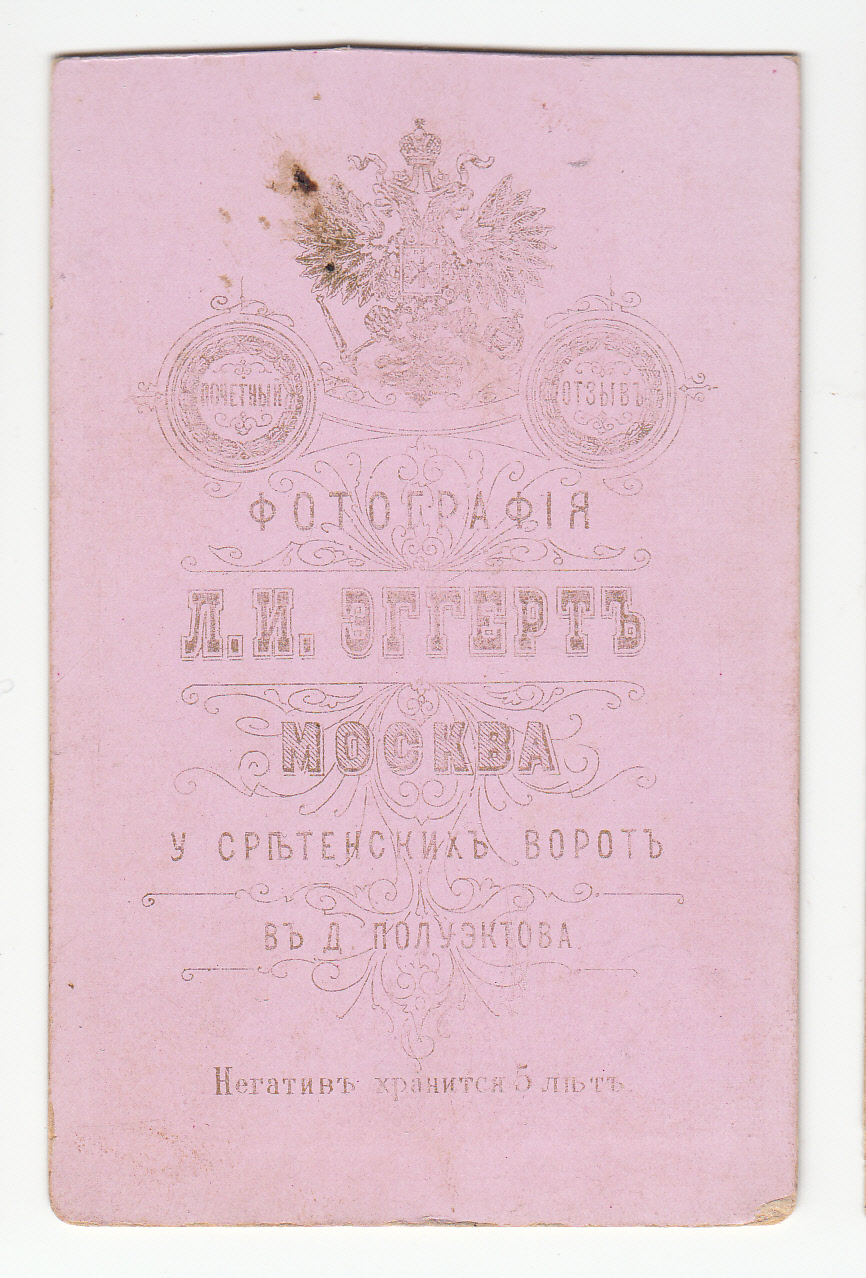 ПОЧЕТНЫЙ ОТЗЫВЪ
ФОТОГРАФІЯ
Л.И. ЭГГЕРТЪ
МОСКВА
У СРѢТЕНСКИХЪ ВОРОТЪ
ВЪ Д. ПОЛУЭКТОВА.
Негативъ хранится 5 лѣтъ.